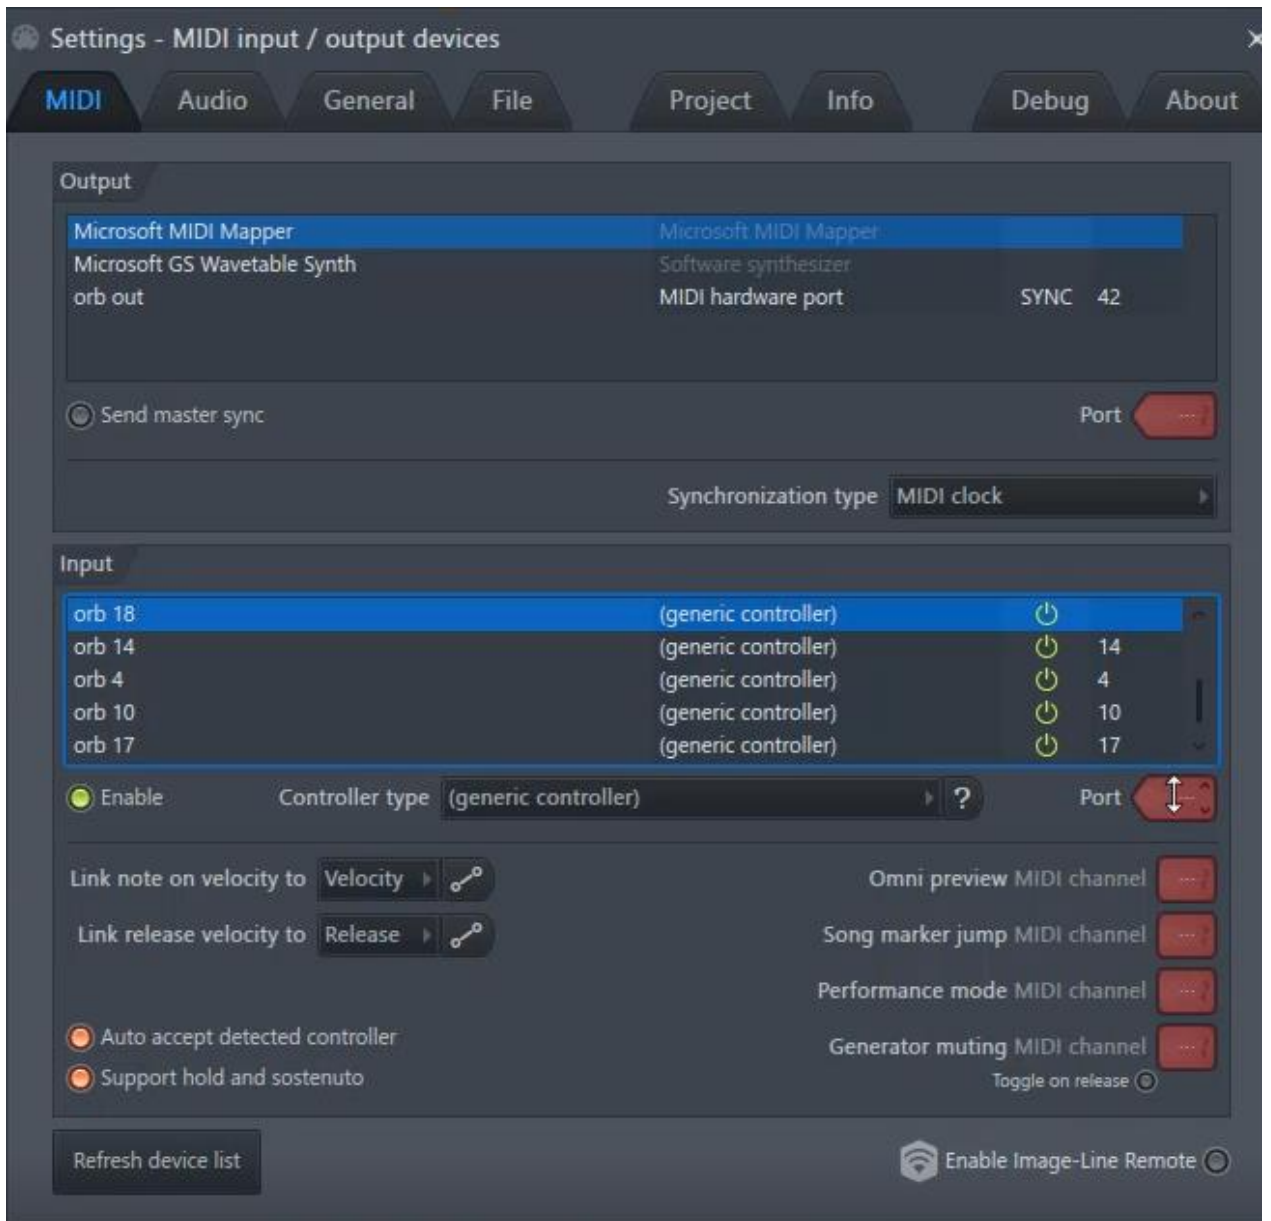 Settings - MIDI input / output devices
MIDI Audio General File Project Info Debug About
Output
Microsoft MIDI Mapper Microsoft MIDI Mapper
Microsoft GS Wavetable Synth Software synthesizer
orb out MIDI hardware port SYNC 42
Send master sync Port ---
Synchronization type MIDI clock
Input
orb 18 (generic controller)
orb 14 (generic controller) 14
orb 4 (generic controller) 4
orb 10 (generic controller) 10
orb 17 (generic controller) 17
Enable Controller type (generic controller) ? Port ---
Link note on velocity to Velocity Omni preview MIDI channel ---
Link release velocity to Release Song marker jump MIDI channel ---
Performance mode MIDI channel ---
Auto accept detected controller Generator muting MIDI channel ---
Support hold and sostenuto Toggle on release
Refresh device list Enable Image-Line Remote